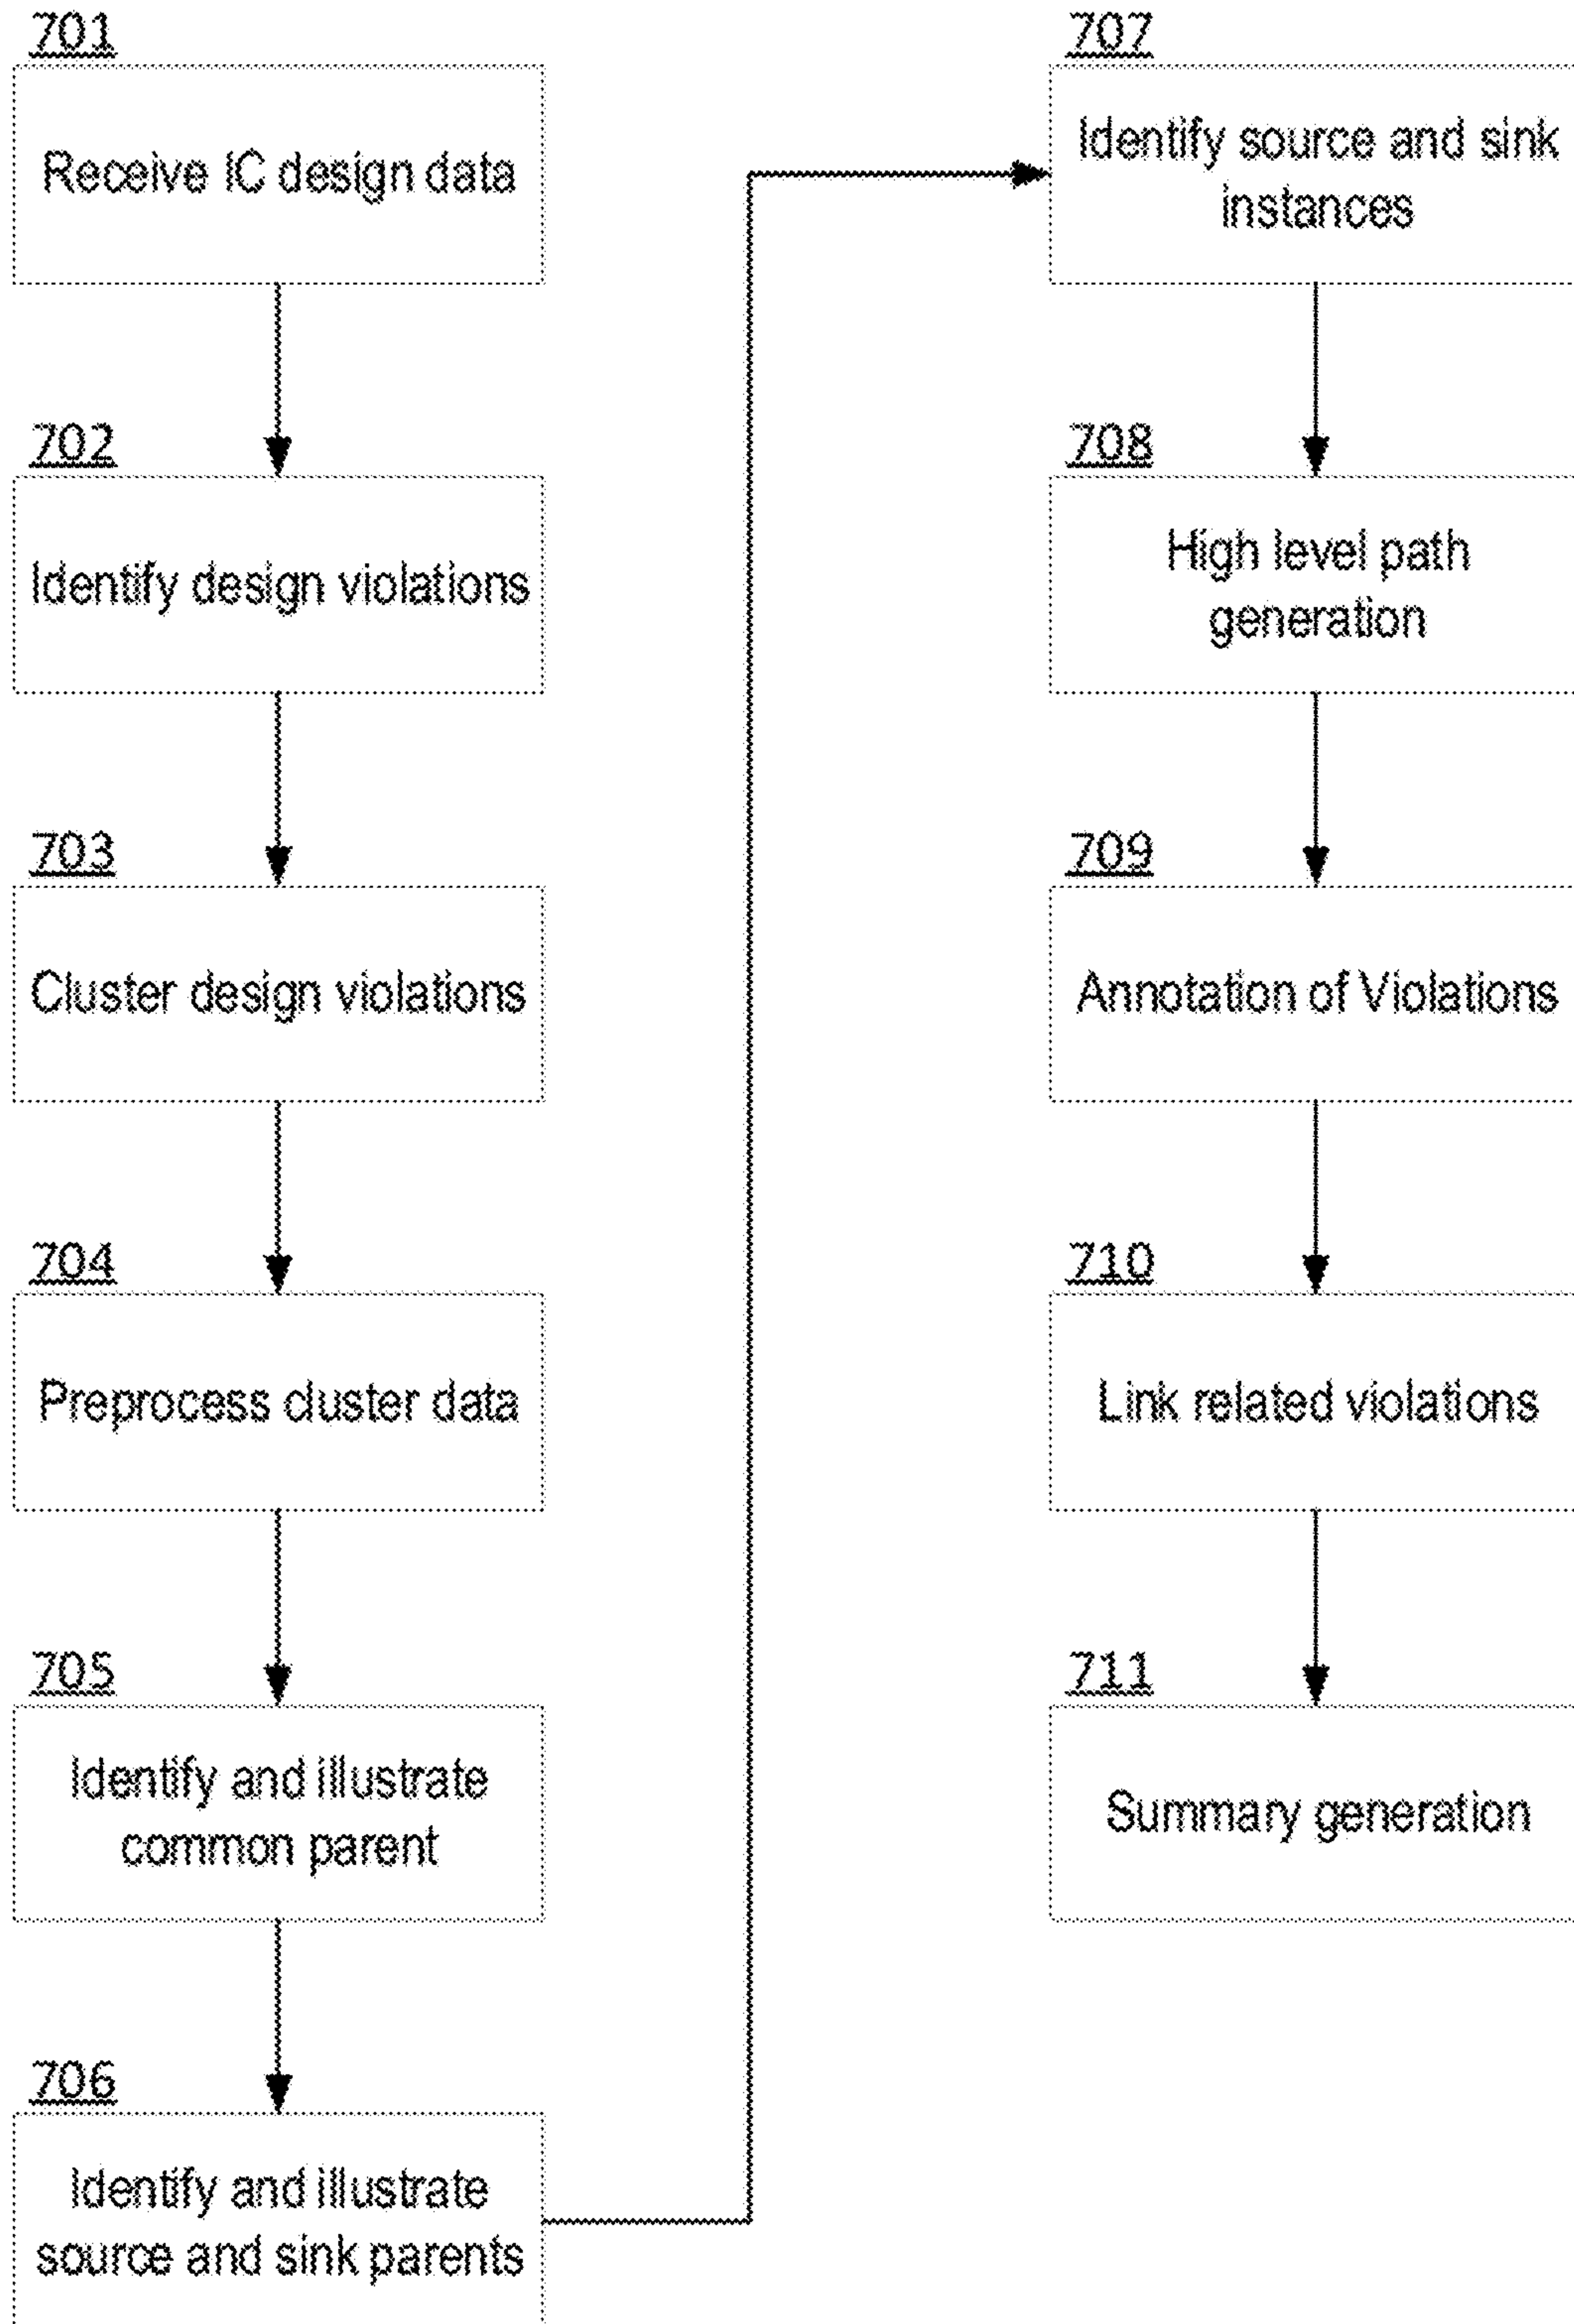 701
Receive IC design data
702
Identify design violations
703
Cluster design violations
704
Preprocess cluster data
705
Identify and illustrate
common parent
706
Identify and illustrate
source and sink parents
707
Identify source and sink
instances
708
High level path
generation
709
Annotation of Violations
710
Link related violations
711
Summary generation